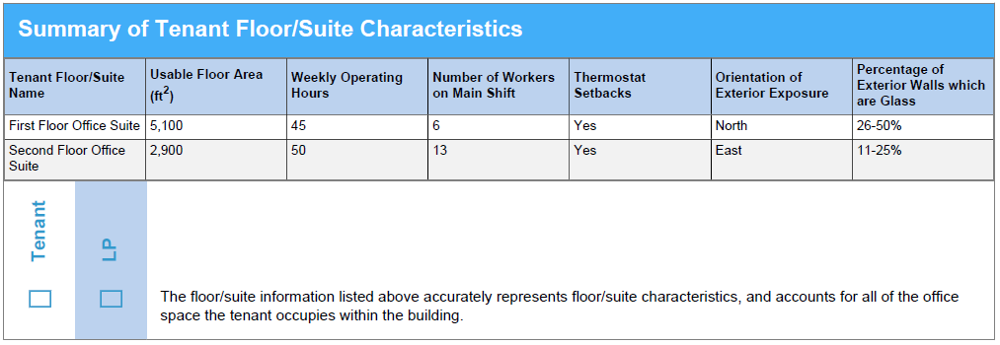 Summary of Tenant Floor/Suite Characteristics
Tenant Floor/Suite Name | Usable Floor Area (ft²) | Weekly Operating Hours | Number of Workers on Main Shift | Thermostat Setbacks | Orientation of Exterior Exposure | Percentage of Exterior Walls which are Glass
First Floor Office Suite | 5,100 | 45 | 6 | Yes | North | 26-50%
Second Floor Office Suite | 2,900 | 50 | 13 | Yes | East | 11-25%
Tenant
LP
The floor/suite information listed above accurately represents floor/suite characteristics, and accounts for all of the office
space the tenant occupies within the building.